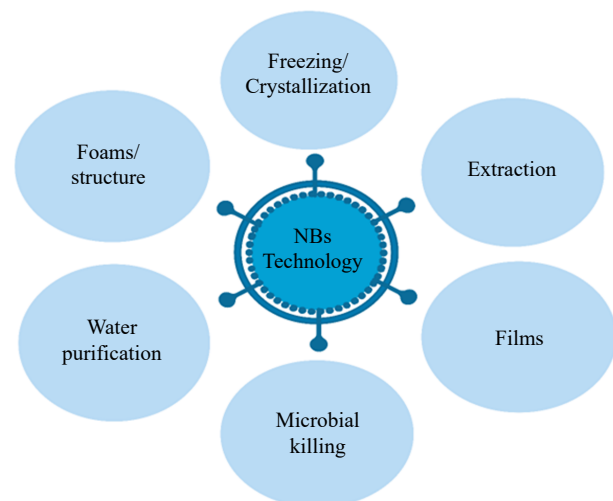 Freezing/
Crystallization
Foams/
structure
Extraction
NBs
Technology
Water
purification
Films
Microbial
killing